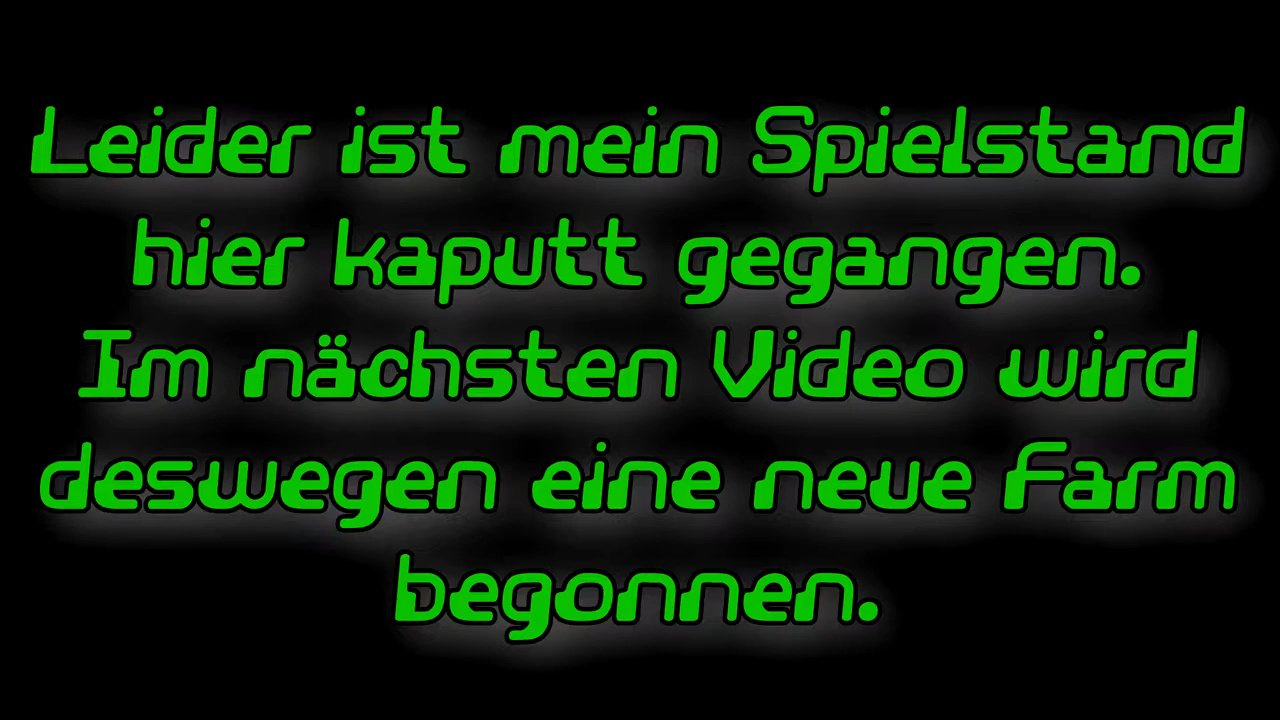 Leider ist mein Spielstand
hier kaputt gegangen.
Im nächsten Video wird
deswegen eine neue Farm
begonnen.